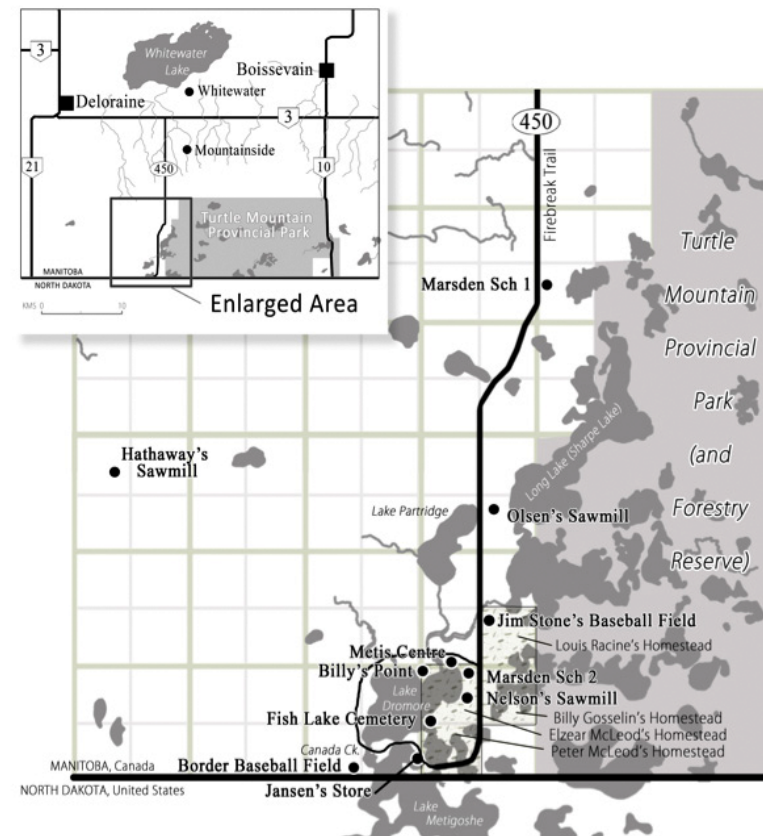 Whitewater
Lake
3
Boissevain
Whitewater
Deloraine
3
Mountainside
21
450
10
Turtle Mountain
Provincial Park
MANITOBA
NORTH DAKOTA
KMS 0 10
Enlarged Area
450
Firebreak Trail
Turtle
Mountain
Provincial
Park
(and
Forestry
Reserve)
Marsden Sch 1
Long Lake (Sharpe Lake)
Hathaway's
Sawmill
Lake Partridge
Olsen's Sawmill
Jim Stone's Baseball Field
Louis Racine's Homestead
Metis Centre
Billy's Point
Marsden Sch 2
Lake
Dromore
Nelson's Sawmill
Fish Lake Cemetery
Billy Gosselin's Homestead
Elzear McLeod's Homestead
Peter McLeod's Homestead
Canada Ck.
MANITOBA, Canada
Border Baseball Field
NORTH DAKOTA, United States
Jansen's Store
Lake
Metigoshe